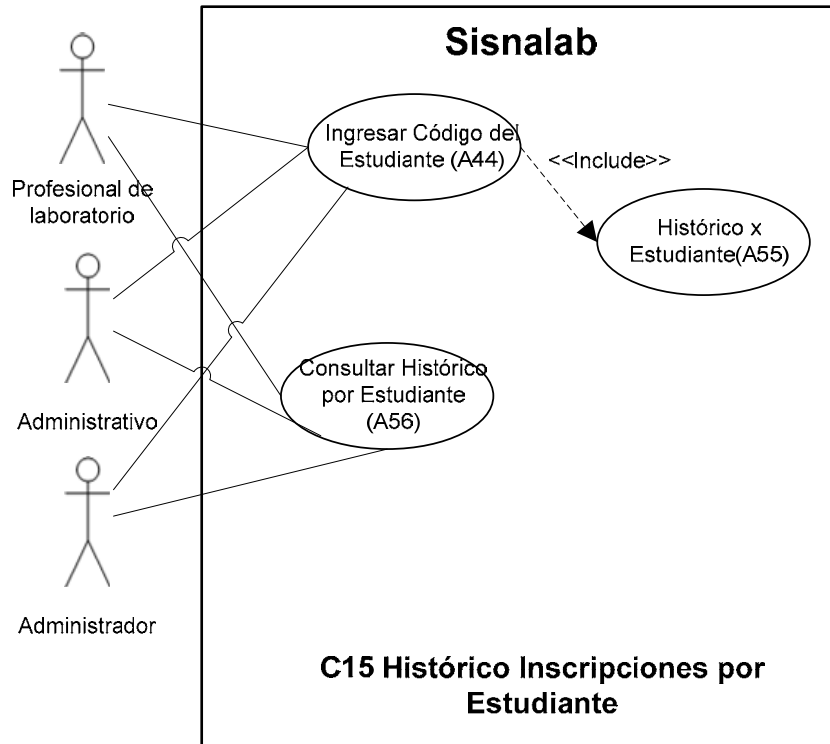 Sisnalab
Profesional de
laboratorio
Ingresar Código del
Estudiante (A44)
<<Include>>
Histórico x
Estudiante(A55)
Administrativo
Consultar Histórico
por Estudiante
(A56)
Administrador
C15 Histórico Inscripciones por
Estudiante